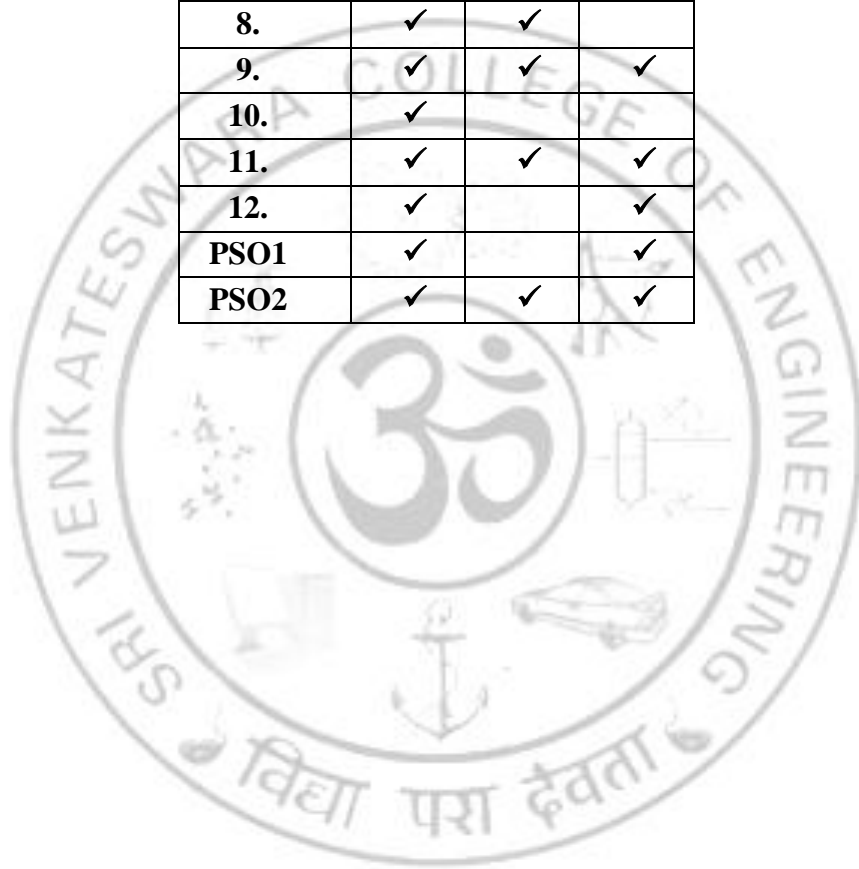 8. ✓ ✓
9. ✓ ✓ ✓
10. ✓
11. ✓ ✓ ✓
12. ✓ ✓
PSO1 ✓ ✓
PSO2 ✓ ✓ ✓
SRI VENKATESWARA COLLEGE OF ENGINEERING
ॐ
विद्या परा देवता